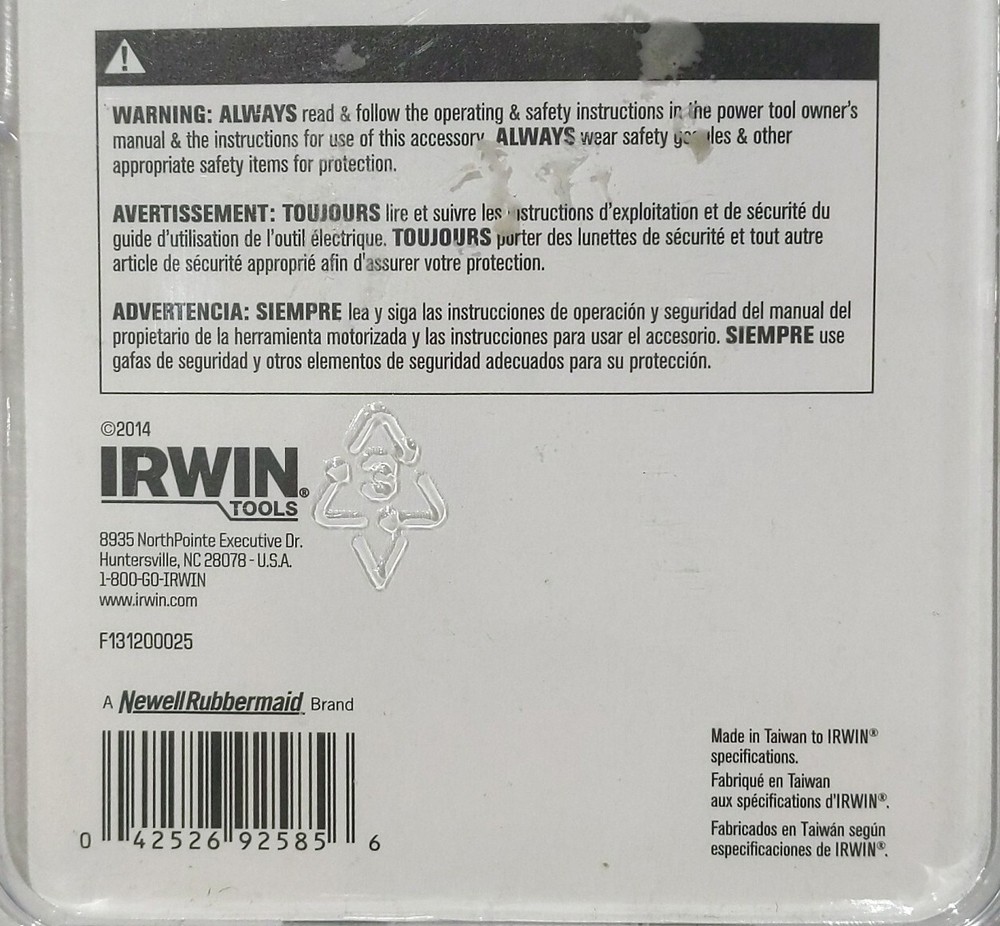 WARNING: ALWAYS read & follow the operating & safety instructions in the power tool owner's
manual & the instructions for use of this accessory. ALWAYS wear safety goggles & other
appropriate safety items for protection.
AVERTISSEMENT: TOUJOURS lire et suivre les instructions d'exploitation et de sécurité du
guide d'utilisation de l'outil électrique. TOUJOURS porter des lunettes de sécurité et tout autre
article de sécurité approprié afin d'assurer votre protection.
ADVERTENCIA: SIEMPRE lea y siga las instrucciones de operación y seguridad del manual del
propietario de la herramienta motorizada y las instrucciones para usar el accesorio. SIEMPRE use
gafas de seguridad y otros elementos de seguridad adecuados para su protección.
©2014
IRWIN®
TOOLS
8935 NorthPointe Executive Dr.
Huntersville, NC 28078 - U.S.A.
1-800-GO-IRWIN
www.irwin.com
F131200025
A NewellRubbermaid™ Brand
0 42526 92585 6
Made in Taiwan to IRWIN®
specifications.
Fabriqué en Taiwan
aux spécifications d'IRWIN®.
Fabricados en Taiwán según
especificaciones de IRWIN®.